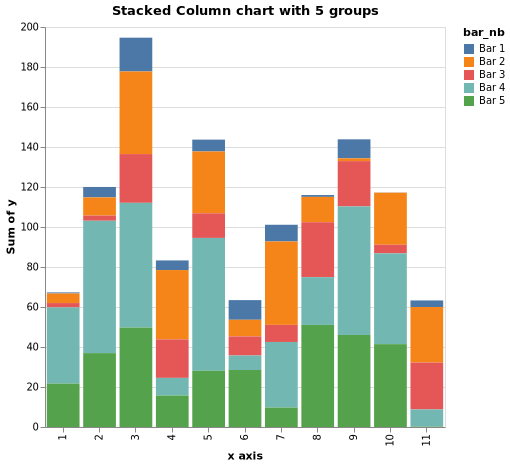 Stacked Column chart with 5 groups
bar_nb
Bar 1
Bar 2
Bar 3
Bar 4
Bar 5
Sum of y
200
180
160
140
120
100
80
60
40
20
0
1 2 3 4 5 6 7 8 9 10 11
x axis